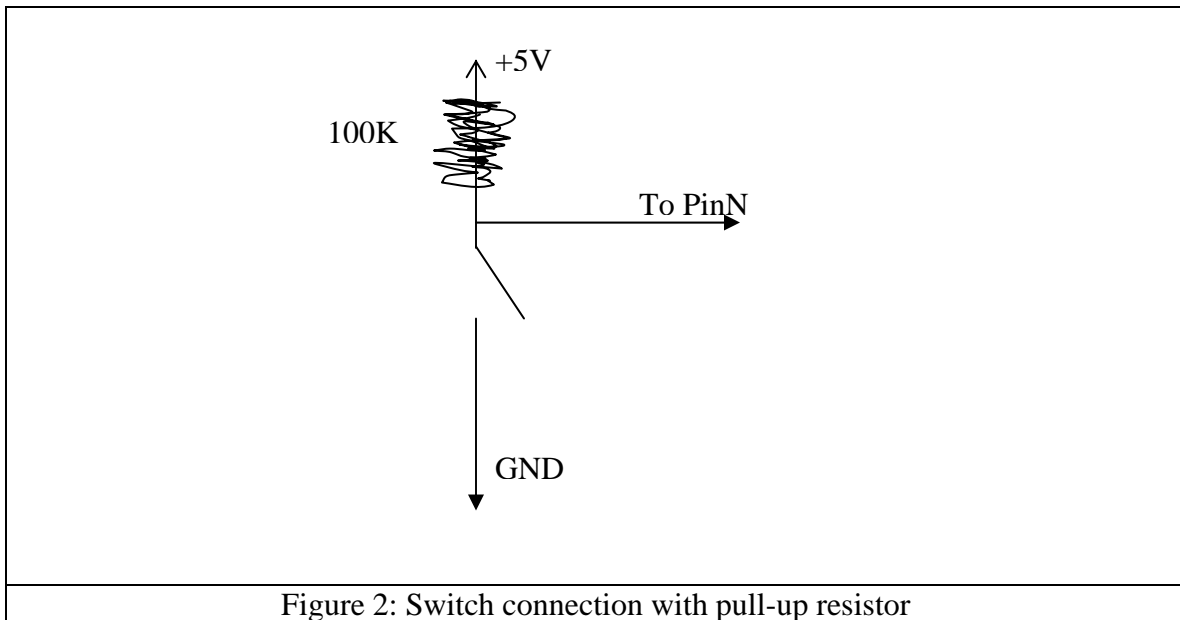 +5V
100K
To PinN
GND
Figure 2: Switch connection with pull-up resistor